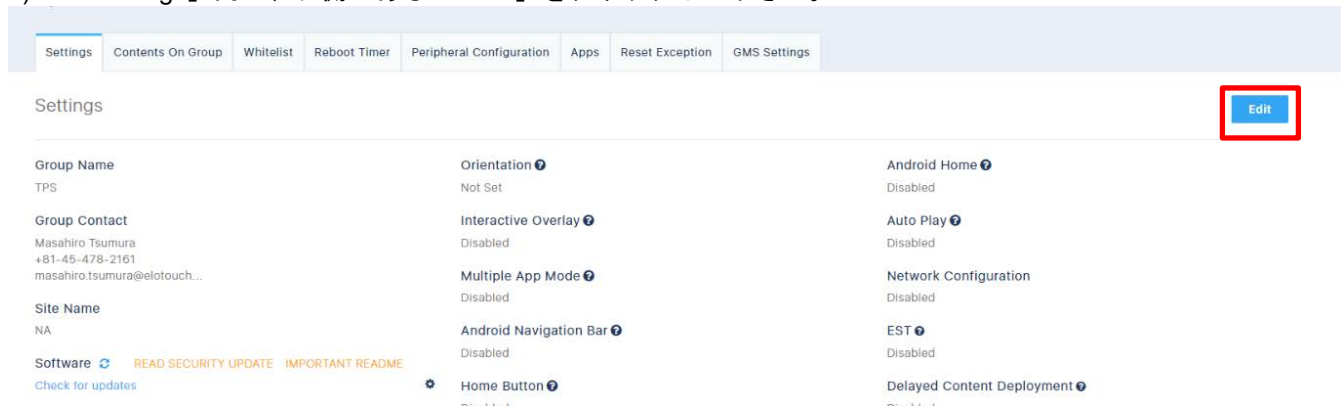 Settings Contents On Group Whitelist Reboot Timer Peripheral Configuration Apps Reset Exception GMS Settings
Settings
Edit
Group Name
TPS
Group Contact
Masahiro Tsumura
+81-45-478-2161
masahiro.tsumura@elotouch...
Site Name
NA
Software READ SECURITY UPDATE IMPORTANT README
Check for updates
Orientation
Not Set
Interactive Overlay
Disabled
Multiple App Mode
Disabled
Android Navigation Bar
Disabled
Home Button
Android Home
Disabled
Auto Play
Disabled
Network Configuration
Disabled
EST
Disabled
Delayed Content Deployment